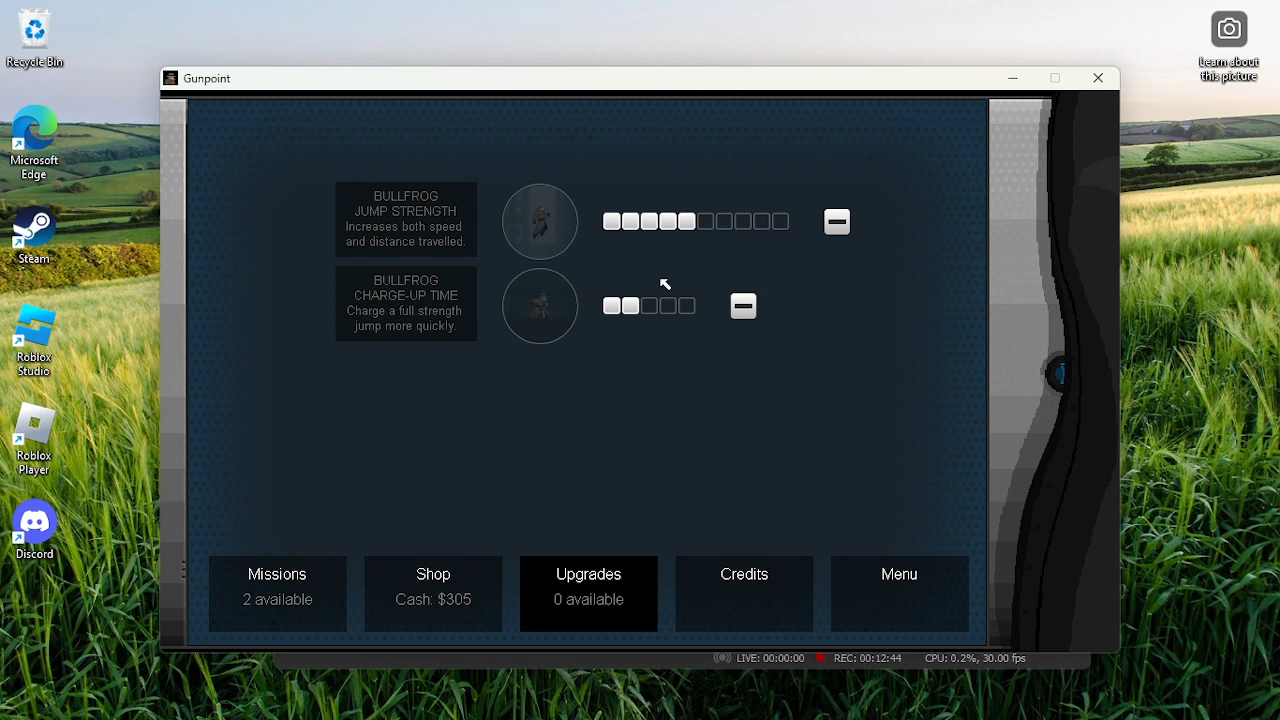 Recycle Bin
Learn about
this picture
Gunpoint
Microsoft
Edge
BULLFROG
JUMP STRENGTH
Increases both speed
and distance travelled.
Steam
BULLFROG
CHARGE-UP TIME
Charge a full strength
jump more quickly.
Roblox
Studio
Roblox
Player
Discord
Missions
2 available
Shop
Cash: $305
Upgrades
0 available
Credits
Menu
LIVE: 00:00:00 REC: 00:12:44 CPU: 0.2%, 30.00 fps